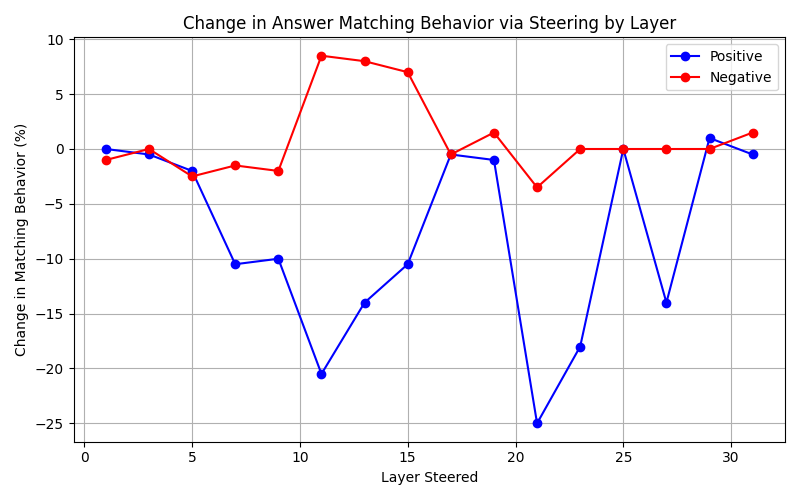 Change in Answer Matching Behavior via Steering by Layer
Change in Matching Behavior (%)
10
5
0
−5
−10
−15
−20
−25
Positive
Negative
0 5 10 15 20 25 30
Layer Steered